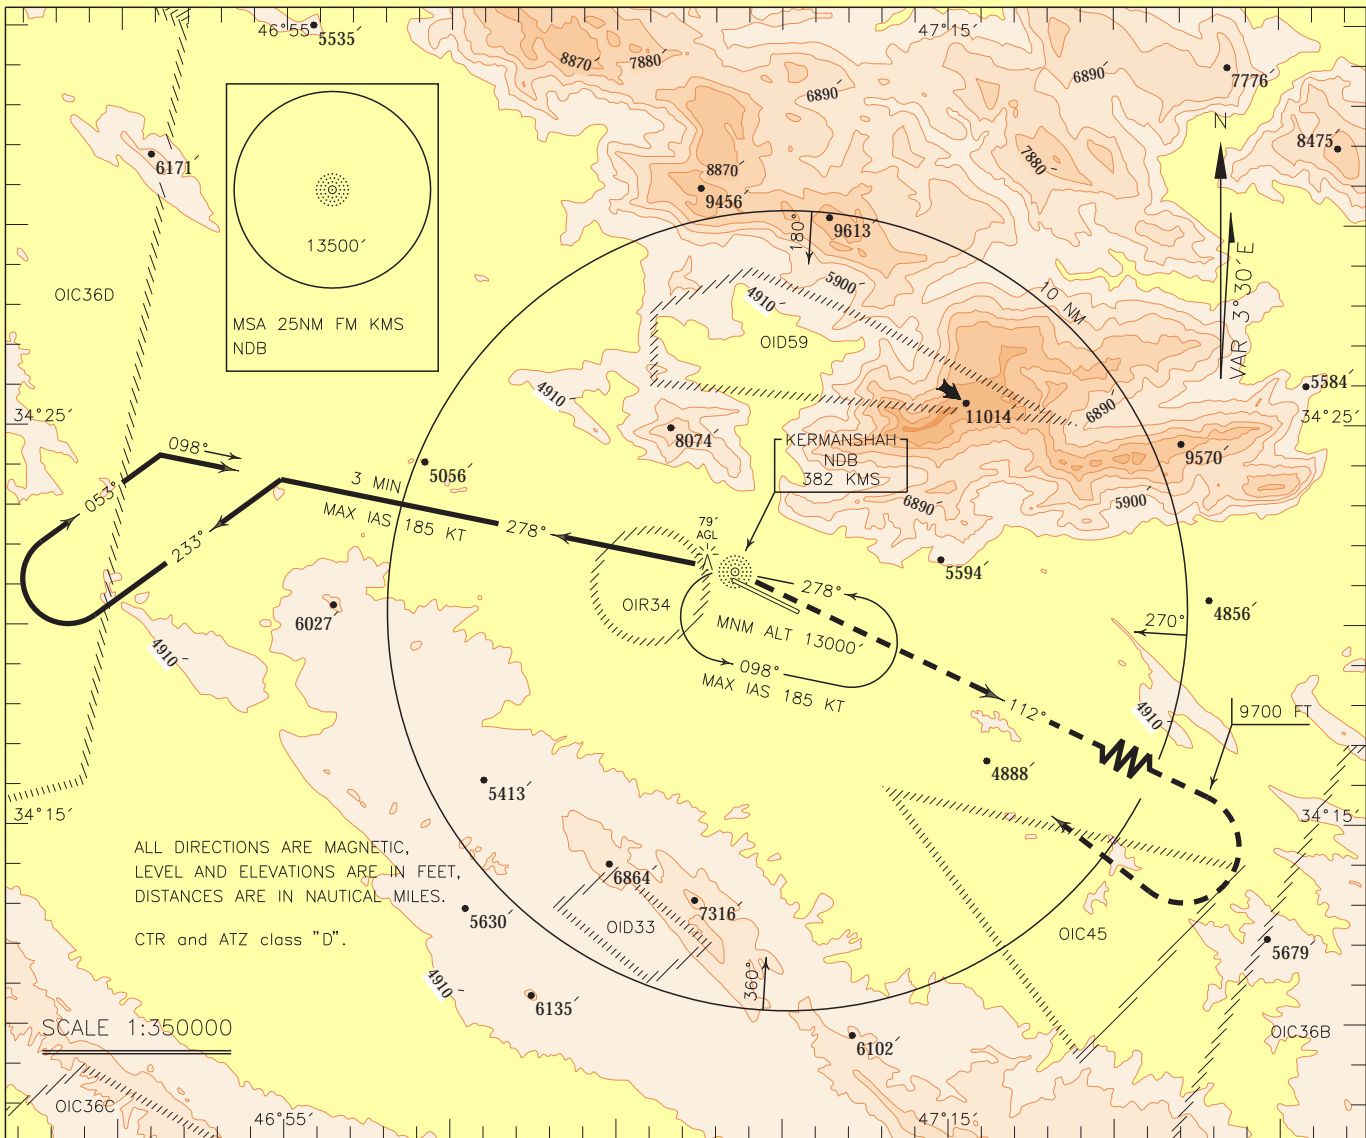 46°55´
5535´
47°15´
8870´
7880´
6890´
6890´
7776´
N
8475´
6171´
7880´
8870´
9456´
13500´
180°
9613´
VAR 3°30´E
OIC36D
5900´
4910´
10 NM
MSA 25NM FM KMS
NDB
OID59
34°25´
4910´
5584´
34°25´
6890´
11014´
8074´
KERMANSHAH
NDB
382 KMS
098°
9570´
5056´
3 MIN
MAX IAS 185 KT
053°
6890´
5900´
278°
79´
AGL
233°
5594´
278°
OIR34
6027´
4856´
MNM ALT 13000´
270°
098°
MAX IAS 185 KT
4910´
112°
4910´
9700 FT
5413´
4888´
34°15´
34°15´
ALL DIRECTIONS ARE MAGNETIC,
LEVEL AND ELEVATIONS ARE IN FEET,
DISTANCES ARE IN NAUTICAL MILES.
CTR and ATZ class "D".
6864´
7316´
5630´
OID33
OIC45
5679´
4910´
360°
6135´
SCALE 1:350000
6102´
OIC36B
OIC36C
46°55´
47°15´